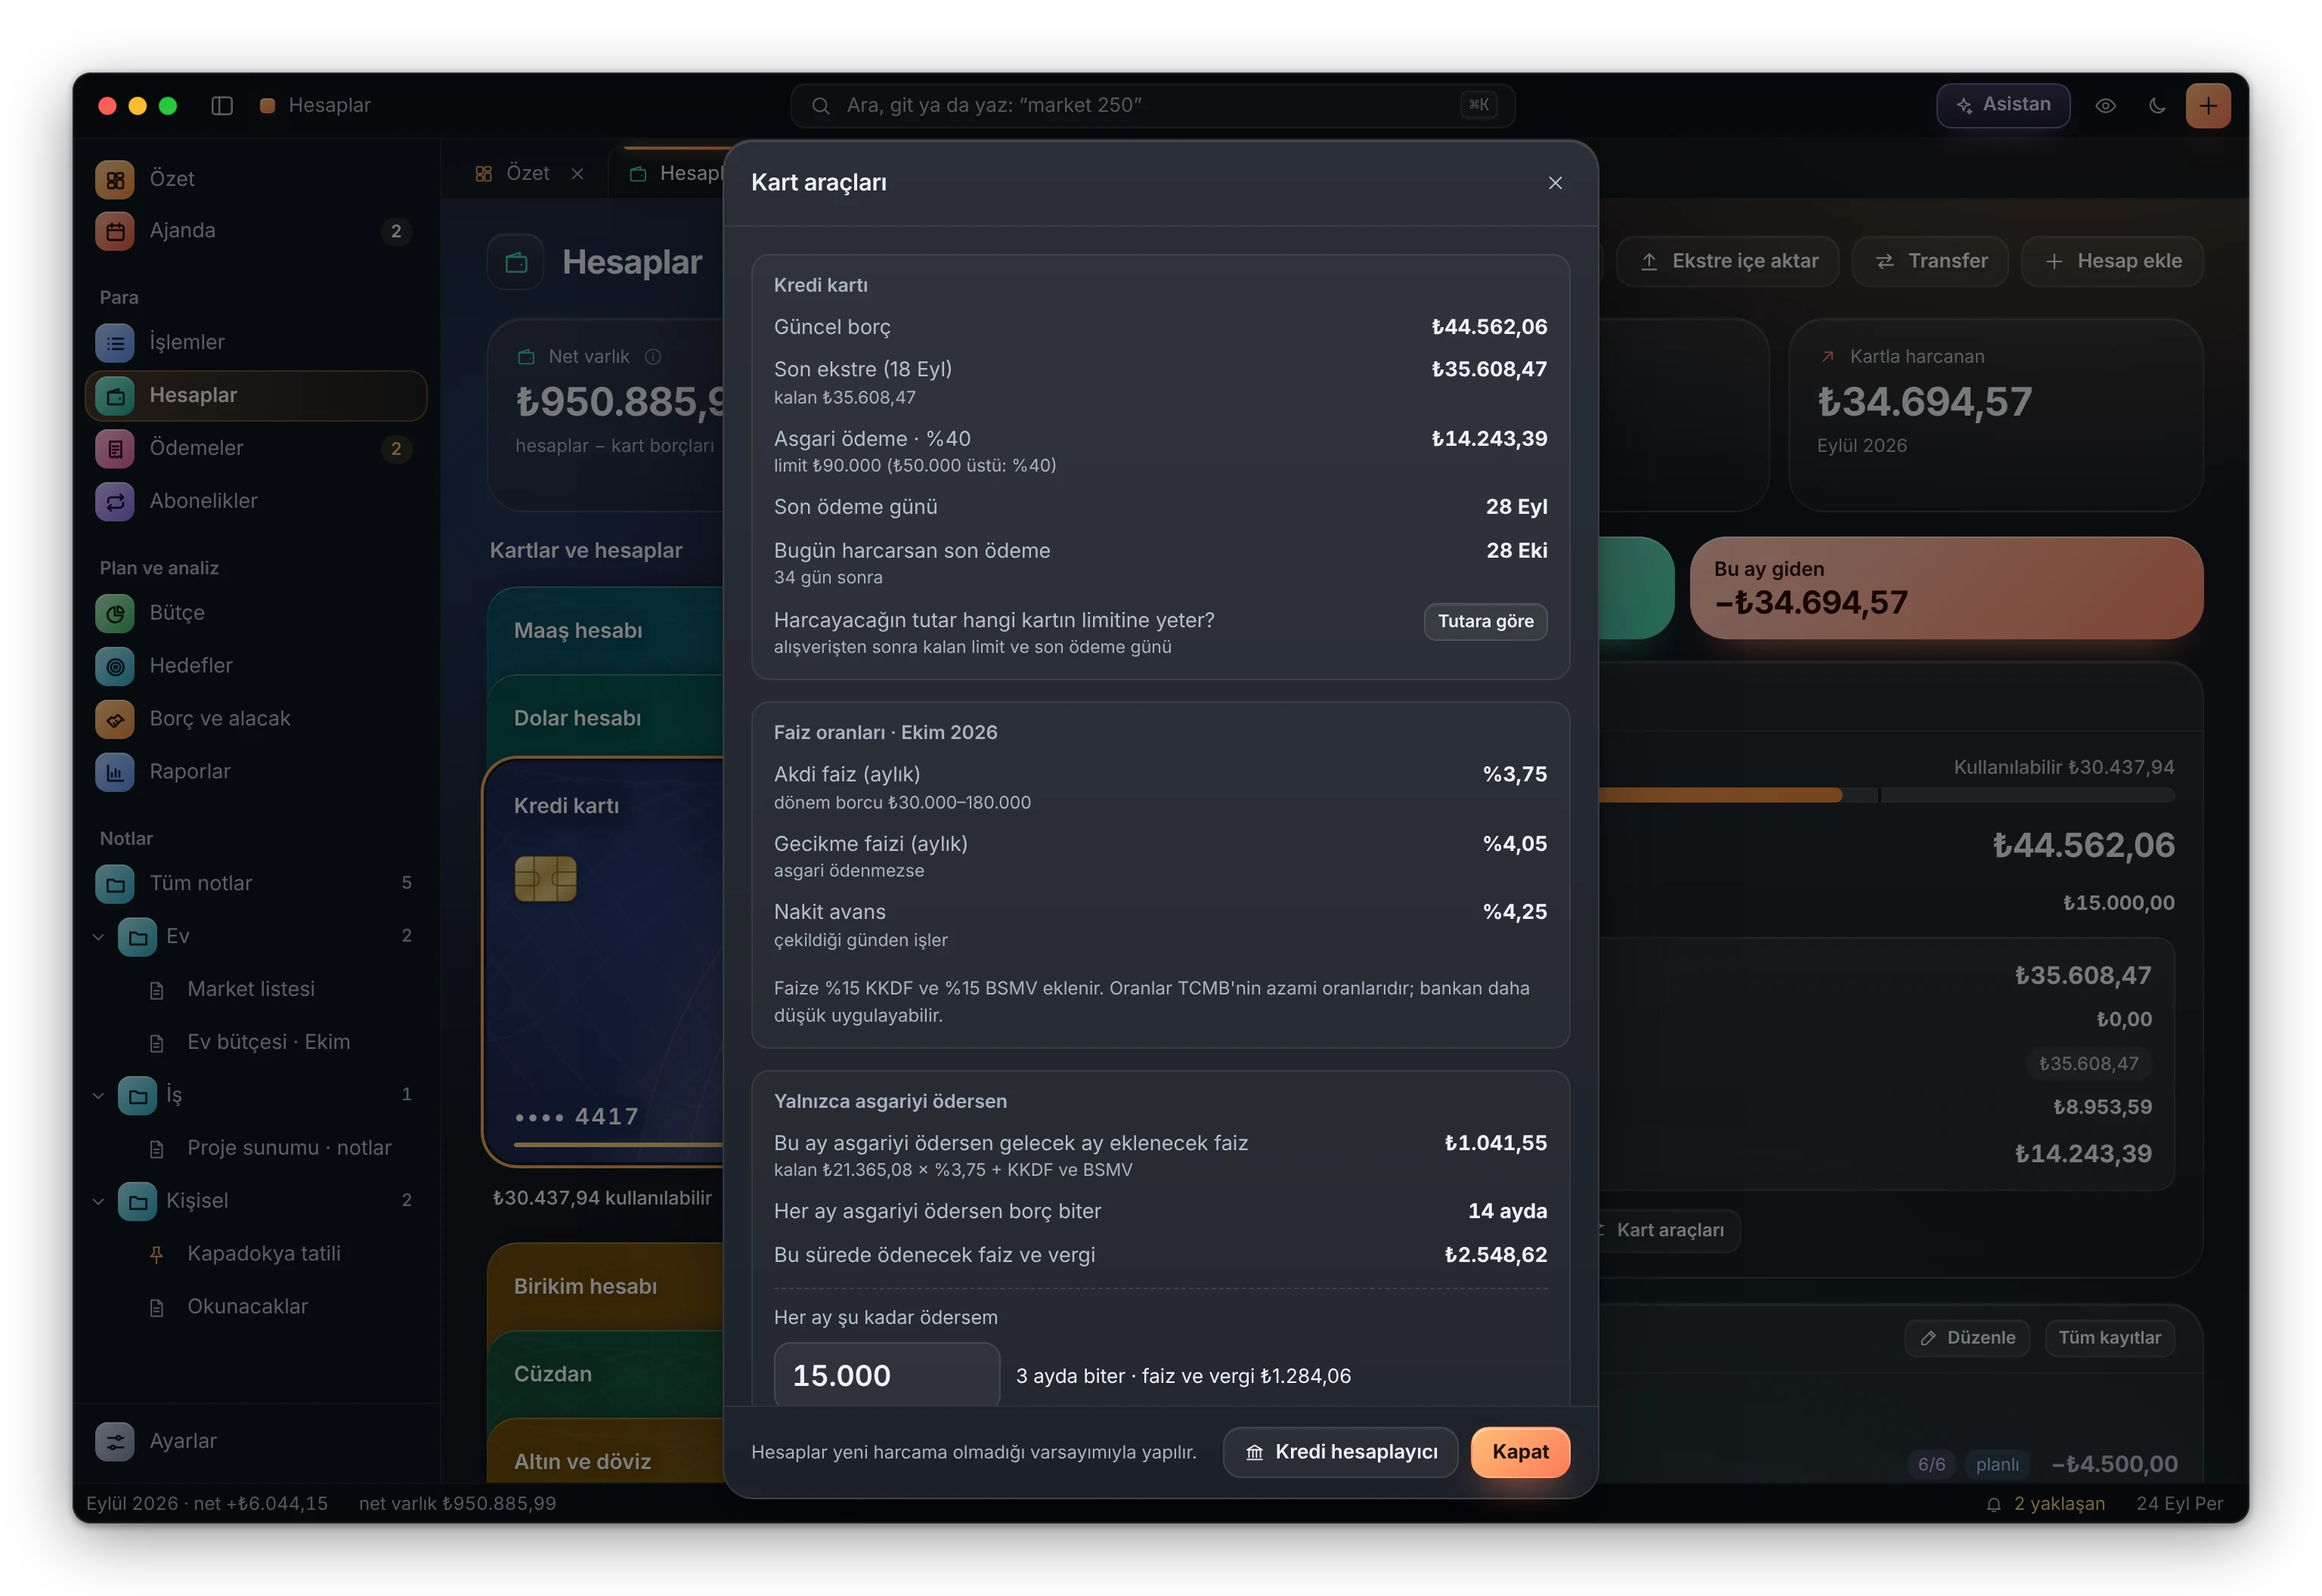 Hesaplar
Ara, git ya da yaz: “market 250”
⌘K
Asistan
Özet
Ajanda
2
Para
İşlemler
Hesaplar
Ödemeler
2
Abonelikler
Plan ve analiz
Bütçe
Hedefler
Borç ve alacak
Raporlar
Notlar
Tüm notlar
5
Ev
2
Market listesi
Ev bütçesi · Ekim
İş
1
Proje sunumu · notlar
Kişisel
2
Kapadokya tatili
Okunacaklar
Ayarlar
Özet
Hesaplar
Ekstre içe aktar
Transfer
Hesap ekle
Net varlık
₺950.885,9
hesaplar – kart borçları
Kartla harcanan
₺34.694,57
Eylül 2026
Bu ay giden
−₺34.694,57
Kartlar ve hesaplar
Maaş hesabı
Dolar hesabı
Kredi kartı
•••• 4417
₺30.437,94 kullanılabilir
Birikim hesabı
Cüzdan
Altın ve döviz
Kullanılabilir ₺30.437,94
₺44.562,06
₺15.000,00
₺35.608,47
₺0,00
₺35.608,47
₺8.953,59
₺14.243,39
Kart araçları
Düzenle
Tüm kayıtlar
6/6
planlı
−₺4.500,00
Kart araçları
Kredi kartı
Güncel borç
₺44.562,06
Son ekstre (18 Eyl)
₺35.608,47
kalan ₺35.608,47
Asgari ödeme · %40
₺14.243,39
limit ₺90.000 (₺50.000 üstü: %40)
Son ödeme günü
28 Eyl
Bugün harcarsan son ödeme
28 Eki
34 gün sonra
Harcayacağın tutar hangi kartın limitine yeter?
Tutara göre
alışverişten sonra kalan limit ve son ödeme günü
Faiz oranları · Ekim 2026
Akdi faiz (aylık)
%3,75
dönem borcu ₺30.000–180.000
Gecikme faizi (aylık)
%4,05
asgari ödenmezse
Nakit avans
%4,25
çekildiği günden işler
Faize %15 KKDF ve %15 BSMV eklenir. Oranlar TCMB'nin azami oranlarıdır; bankan daha
düşük uygulayabilir.
Yalnızca asgariyi ödersen
Bu ay asgariyi ödersen gelecek ay eklenecek faiz
₺1.041,55
kalan ₺21.365,08 × %3,75 + KKDF ve BSMV
Her ay asgariyi ödersen borç biter
14 ayda
Bu sürede ödenecek faiz ve vergi
₺2.548,62
Her ay şu kadar ödersem
15.000
3 ayda biter · faiz ve vergi ₺1.284,06
Hesaplar yeni harcama olmadığı varsayımıyla yapılır.
Kredi hesaplayıcı
Kapat
Eylül 2026 · net +₺6.044,15
net varlık ₺950.885,99
2 yaklaşan
24 Eyl Per